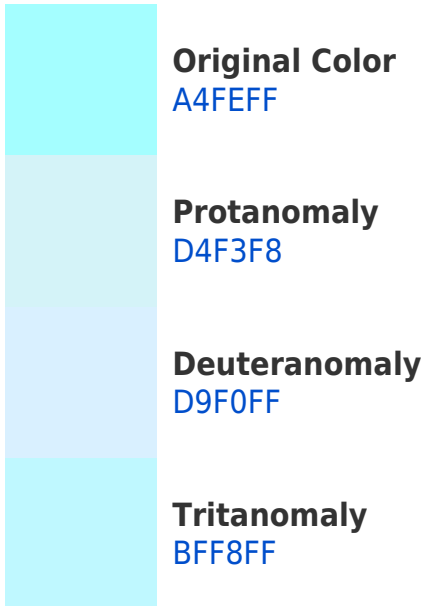 Original Color
A4FEFF
Protanomaly
D4F3F8
Deuteranomaly
D9F0FF
Tritanomaly
BFF8FF